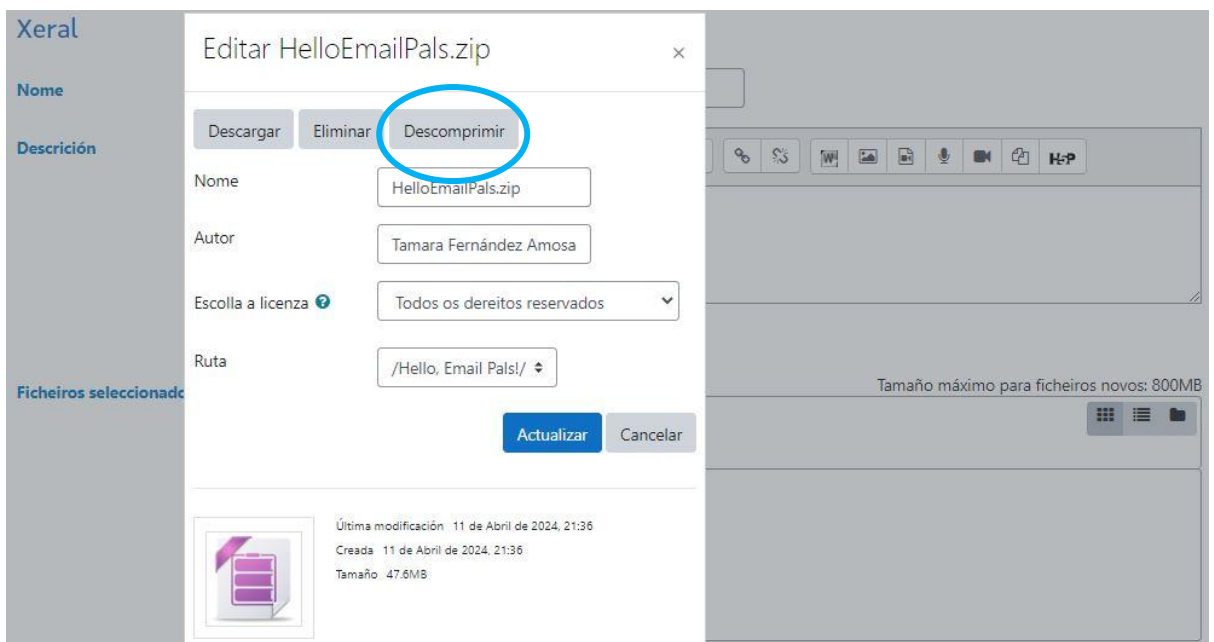 Xeral
Editar HelloEmailPals.zip ×
Nome
Descargar Eliminar Descomprimir
Descrición
Nome HelloEmailPals.zip
Autor Tamara Fernández Amosa
Escolla a licenza ? Todos os dereitos reservados
Ruta /Hello, Email Pals!/
Tamaño máximo para ficheiros novos: 800MB
Ficheiros seleccionado
Actualizar Cancelar
Última modificación 11 de Abril de 2024, 21:36
Creada 11 de Abril de 2024, 21:36
Tamaño 47.6MB
W
H-P